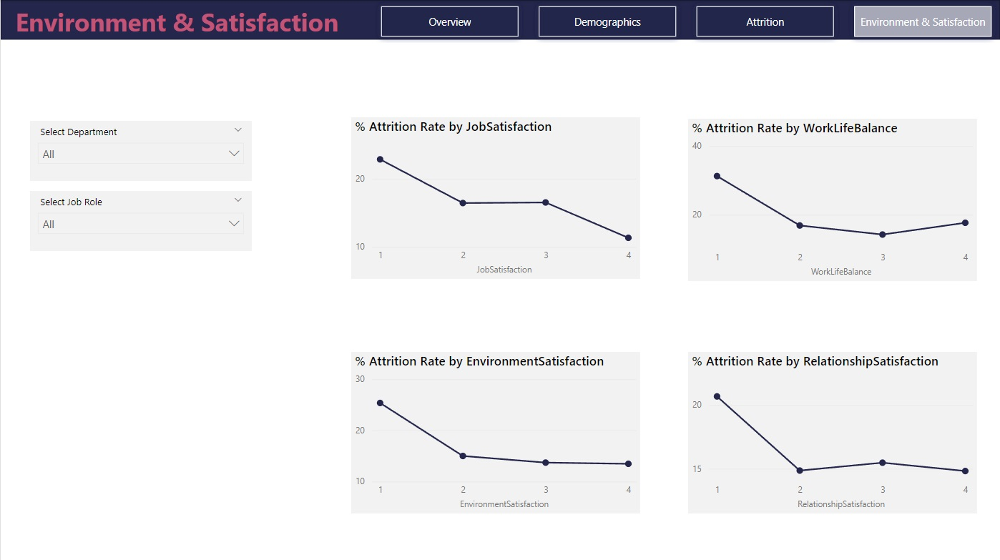 Environment & Satisfaction
Overview
Demographics
Attrition
Environment & Satisfaction
Select Department
All
Select Job Role
All
% Attrition Rate by JobSatisfaction
20
10
1 2 3 4
JobSatisfaction
% Attrition Rate by WorkLifeBalance
40
20
1 2 3 4
WorkLifeBalance
% Attrition Rate by EnvironmentSatisfaction
30
20
10
1 2 3 4
EnvironmentSatisfaction
% Attrition Rate by RelationshipSatisfaction
20
15
1 2 3 4
RelationshipSatisfaction